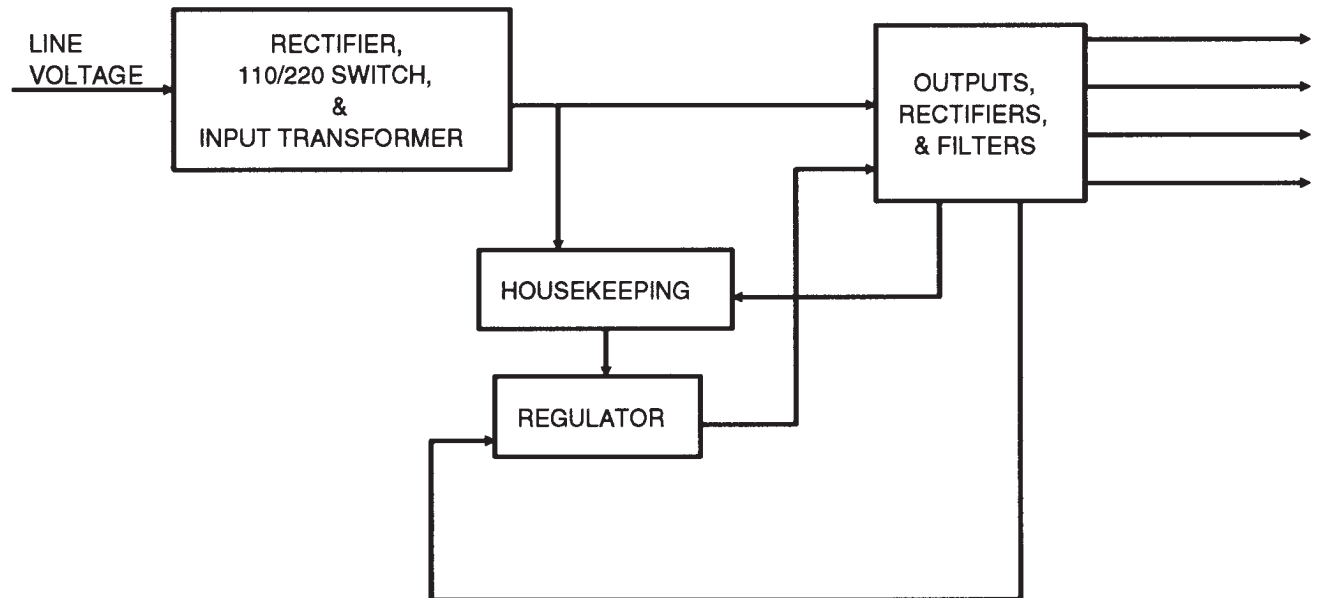 LINE
VOLTAGE
RECTIFIER,
110/220 SWITCH,
&
INPUT TRANSFORMER
OUTPUTS,
RECTIFIERS,
& FILTERS
HOUSEKEEPING
REGULATOR